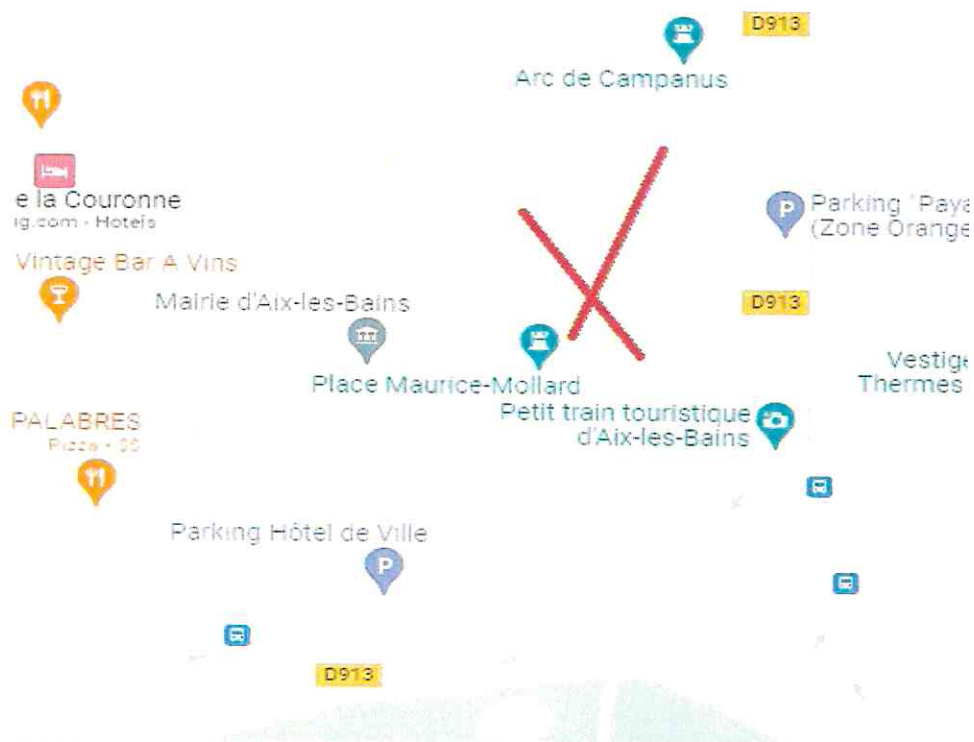 D913
Arc de Campanus
e la Couronne
ig.com - Hotels
Parking "Paya
(Zone Orange
Vintage Bar A Vins
Mairie d'Aix-les-Bains
D913
Place Maurice-Mollard
Vestige
Thermes
Petit train touristique
d'Aix-les-Bains
PALABRES
Pizza - $$
Parking Hôtel de Ville
D913